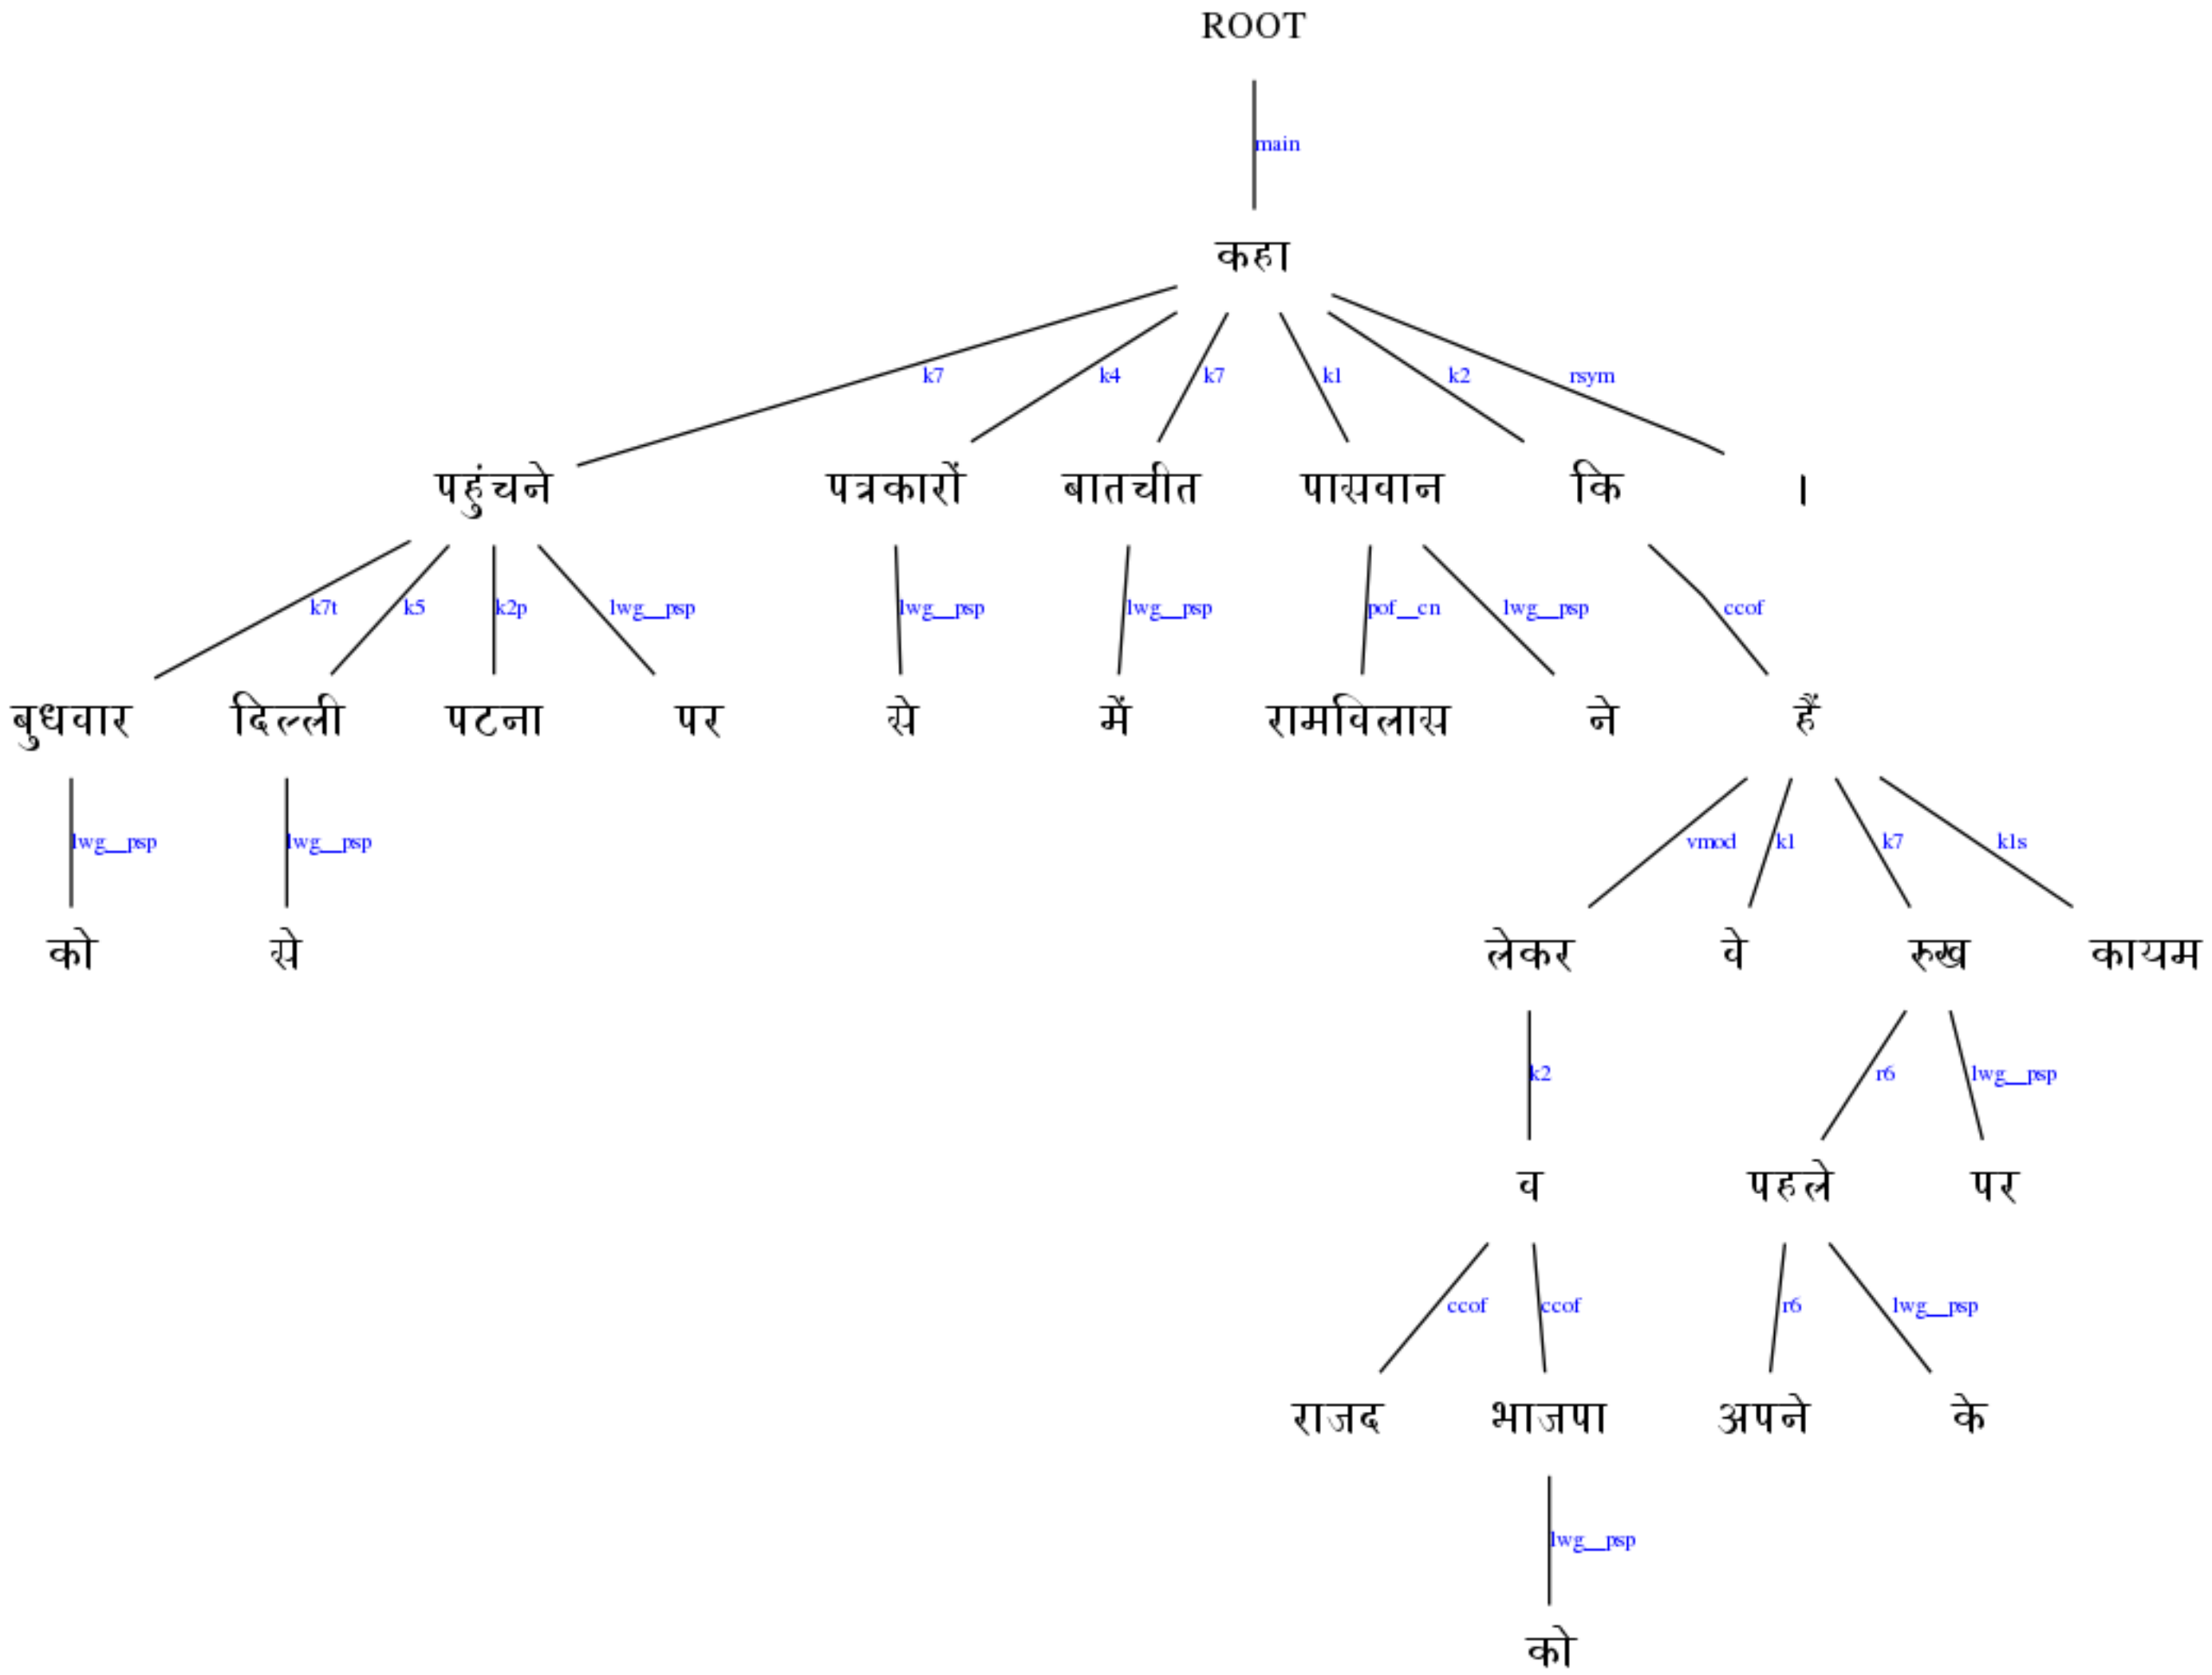 ROOT
main
कहा
k7 k4 k7 k1 k2 rsym
पहुंचने पत्रकारों बातचीत पासवान कि ।
k7t k5 k2p lwg__psp lwg__psp lwg__psp pof__cn lwg__psp ccof
बुधवार दिल्ली पटना पर से में रामविलास ने हैं
lwg__psp lwg__psp vmod k1 k7 k1s
को से लेकर वे रुख कायम
k2 r6 lwg__psp
व पहले पर
ccof ccof r6 lwg__psp
राजद भाजपा अपने के
lwg__psp
को